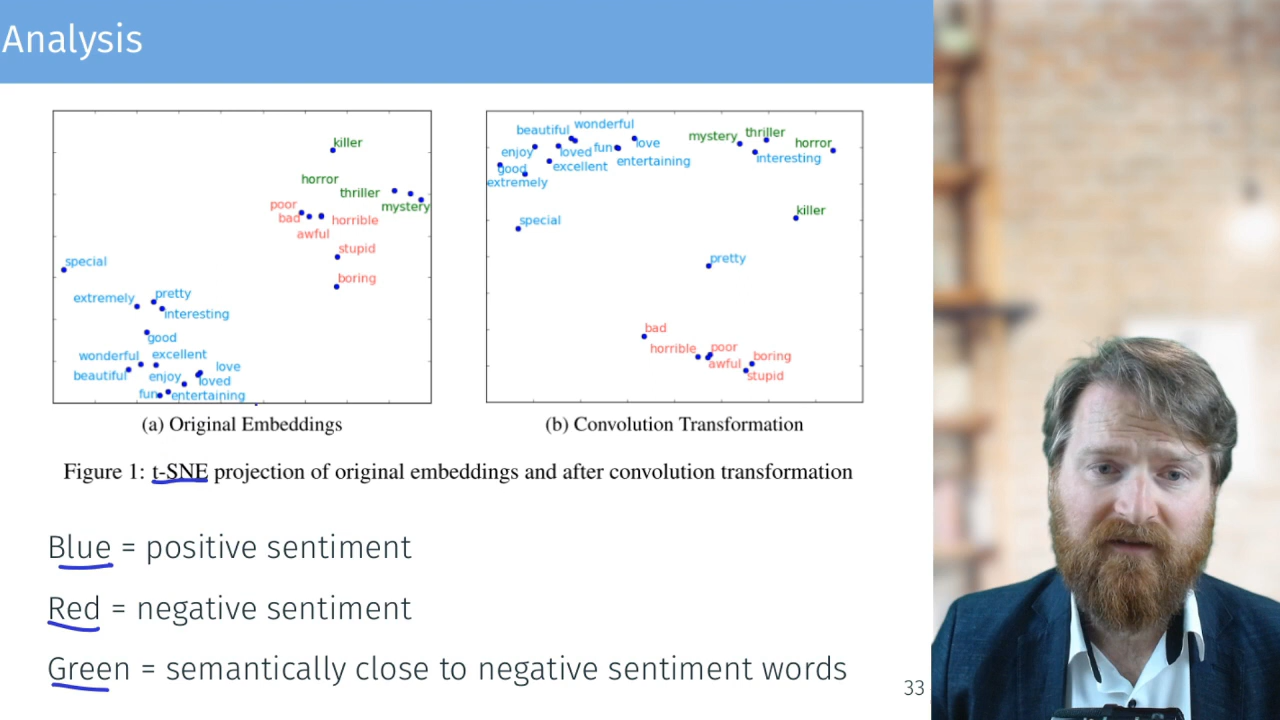 Analysis
killer
horror
thriller
mystery
poor
bad
horrible
awful
stupid
boring
special
extremely
pretty
interesting
good
wonderful
excellent
beautiful
enjoy
love
loved
fun
entertaining
(a) Original Embeddings
beautiful
wonderful
enjoy
loved
fun
love
good
excellent
entertaining
extremely
special
mystery
thriller
horror
interesting
killer
pretty
bad
horrible
poor
awful
boring
stupid
(b) Convolution Transformation
Figure 1: t-SNE projection of original embeddings and after convolution transformation
Blue = positive sentiment
Red = negative sentiment
Green = semantically close to negative sentiment words
33